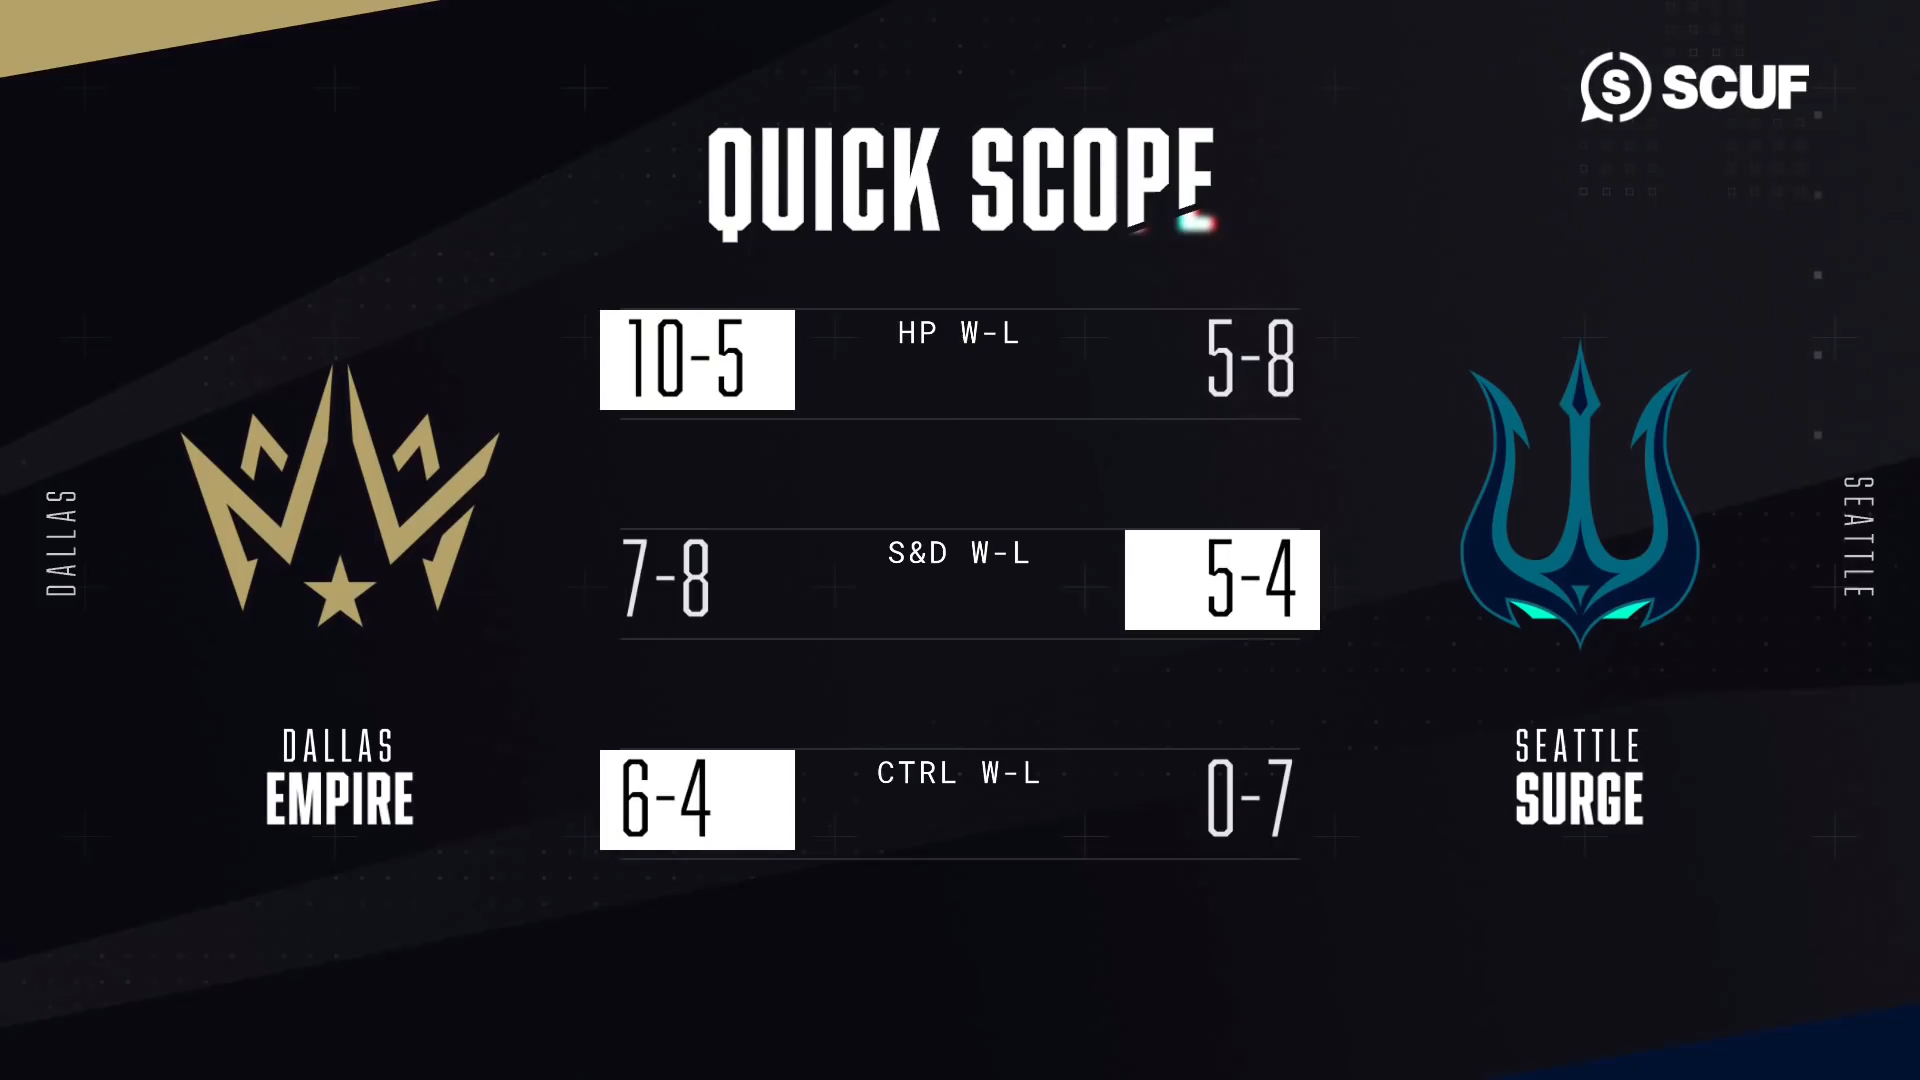 SCUF
QUICK SCOPE
10-5 HP W-L 5-8
7-8 S&D W-L 5-4
6-4 CTRL W-L 0-7
DALLAS
SEATTLE
DALLAS
EMPIRE
SEATTLE
SURGE